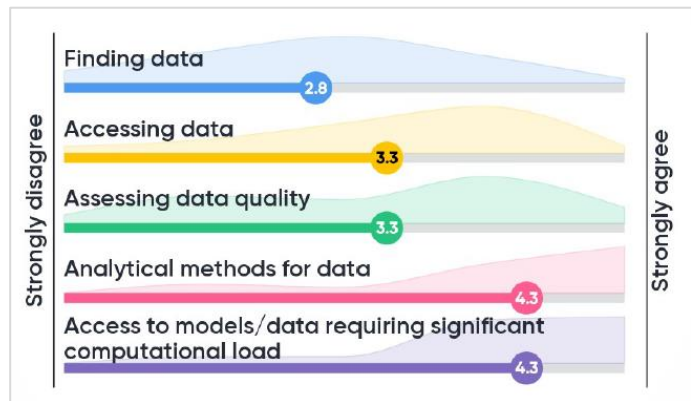 Strongly disagree
Finding data
2.8
Accessing data
3.3
Assessing data quality
3.3
Analytical methods for data
4.3
Access to models/data requiring significant
computational load
4.3
Strongly agree